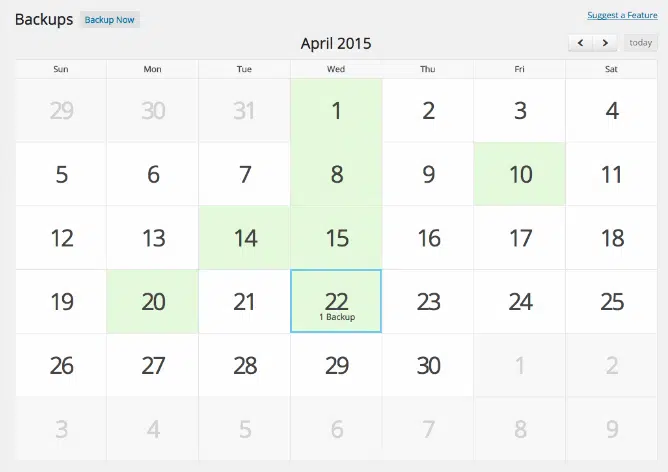 Backups Backup Now Suggest a Feature
April 2015 today
Sun Mon Tue Wed Thu Fri Sat
29 30 31 1 2 3 4
5 6 7 8 9 10 11
12 13 14 15 16 17 18
19 20 21 22 23 24 25
1 Backup
26 27 28 29 30 1 2
3 4 5 6 7 8 9